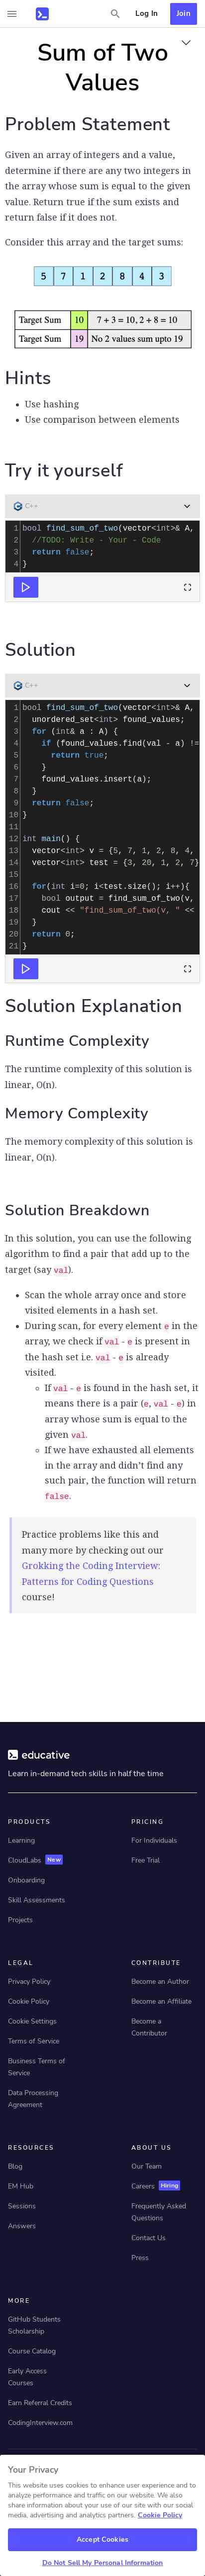 Log In
Join
Sum of Two
Values
Problem Statement
Given an array of integers and a value,
determine if there are any two integers in
the array whose sum is equal to the given
value. Return true if the sum exists and
return false if it does not.
Consider this array and the target sums:
5 7 1 2 8 4 3
Target Sum 10 7 + 3 = 10, 2 + 8 = 10
Target Sum 19 No 2 values sum upto 19
Hints
• Use hashing
• Use comparison between elements
Try it yourself
C++
1 bool find_sum_of_two(vector<int>& A,
2 //TODO: Write - Your - Code
3 return false;
4 }
Solution
C++
1 bool find_sum_of_two(vector<int>& A,
2 unordered_set<int> found_values;
3 for (int& a : A) {
4 if (found_values.find(val - a) !=
5 return true;
6 }
7 found_values.insert(a);
8 }
9 return false;
10 }
11
12 int main() {
13 vector<int> v = {5, 7, 1, 2, 8, 4,
14 vector<int> test = {3, 20, 1, 2, 7}
15
16 for(int i=0; i<test.size(); i++){
17 bool output = find_sum_of_two(v,
18 cout << "find_sum_of_two(v, " <<
19 }
20 return 0;
21 }
Solution Explanation
Runtime Complexity
The runtime complexity of this solution is
linear, O(n).
Memory Complexity
The memory complexity of this solution is
linear, O(n).
Solution Breakdown
In this solution, you can use the following
algorithm to find a pair that add up to the
target (say val).
• Scan the whole array once and store
visited elements in a hash set.
• During scan, for every element e in the
array, we check if val - e is present in
the hash set i.e. val - e is already
visited.
• If val - e is found in the hash set, it
means there is a pair (e, val - e) in
array whose sum is equal to the
given val.
• If we have exhausted all elements
in the array and didn’t find any
such pair, the function will return
false.
Practice problems like this and
many more by checking out our
Grokking the Coding Interview:
Patterns for Coding Questions
course!
educative
Learn in-demand tech skills in half the time
PRODUCTS
Learning
CloudLabs New
Onboarding
Skill Assessments
Projects
PRICING
For Individuals
Free Trial
LEGAL
Privacy Policy
Cookie Policy
Cookie Settings
Terms of Service
Business Terms of
Service
Data Processing
Agreement
CONTRIBUTE
Become an Author
Become an Affiliate
Become a
Contributor
RESOURCES
Blog
EM Hub
Sessions
Answers
ABOUT US
Our Team
Careers Hiring
Frequently Asked
Questions
Contact Us
Press
MORE
GitHub Students
Scholarship
Course Catalog
Early Access
Courses
Earn Referral Credits
CodingInterview.com
Your Privacy
This website uses cookies to enhance user experience and to
analyze performance and traffic on our website. We may also
share information about your use of our site with our social
media, advertising and analytics partners. Cookie Policy
Accept Cookies
Do Not Sell My Personal Information